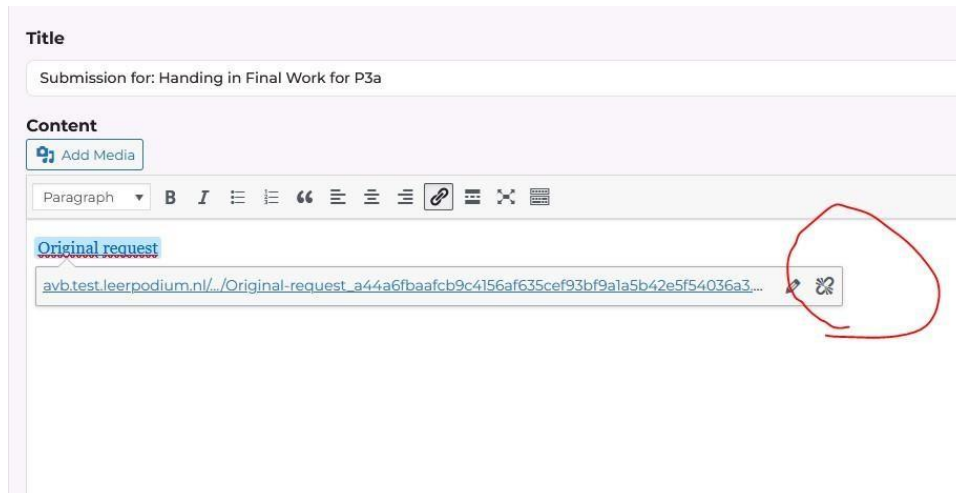 Title
Submission for: Handing in Final Work for P3a
Content
Add Media
Paragraph
Original request
avb.test.leerpodium.nl/.../Original-request_a44a6fbaafcb9c4156af635cef93bf9a1a5b42e5f54036a3....